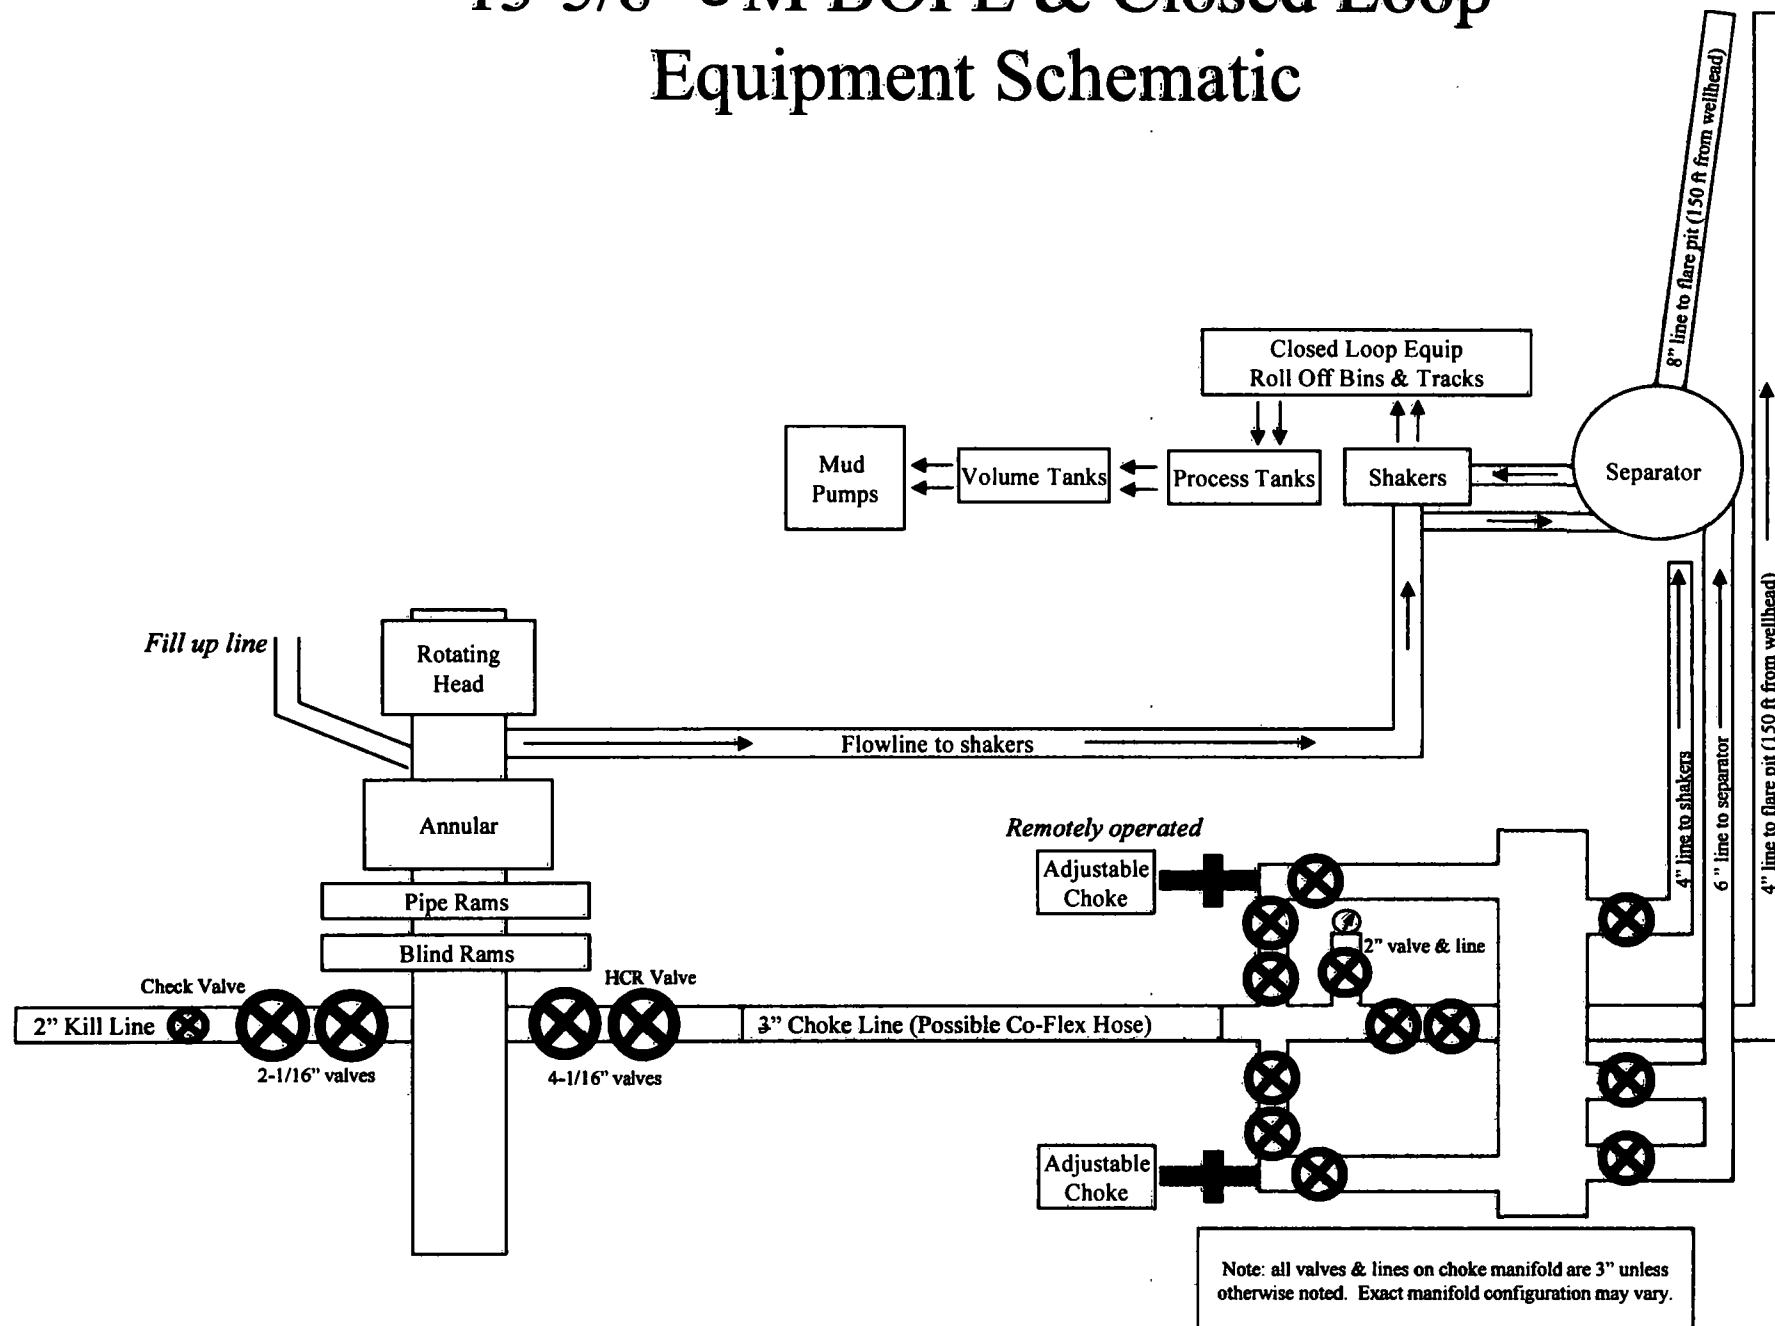 BOPE & Closed Loop
Equipment Schematic
8" line to flare pit (150 ft from wellhead)
Closed Loop Equip
Roll Off Bins & Tracks
Mud
Pumps
Volume Tanks
Process Tanks
Shakers
Separator
Fill up line
Rotating
Head
Flowline to shakers
4" line to shakers
6" line to separator
4" line to flare pit (150 ft from wellhead)
Annular
Remotely operated
Adjustable
Choke
Pipe Rams
Blind Rams
2" valve & line
Check Valve
HCR Valve
2" Kill Line
3" Choke Line (Possible Co-Flex Hose)
2-1/16" valves
4-1/16" valves
Adjustable
Choke
Note: all valves & lines on choke manifold are 3" unless
otherwise noted. Exact manifold configuration may vary.